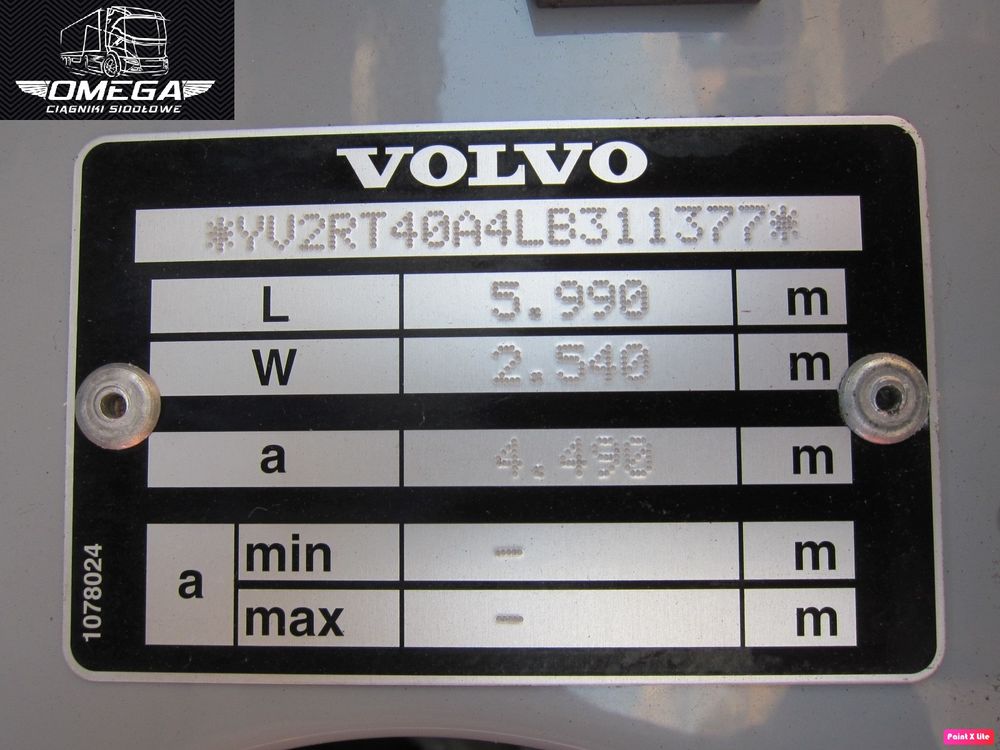 OMEGA
CIĄGNIKI SIODŁOWE
VOLVO
*YV2RT40A4LB311377*
L 5.990 m
W 2.540 m
a 4.490 m
a min - m
max - m
1078024
Paint X Lite